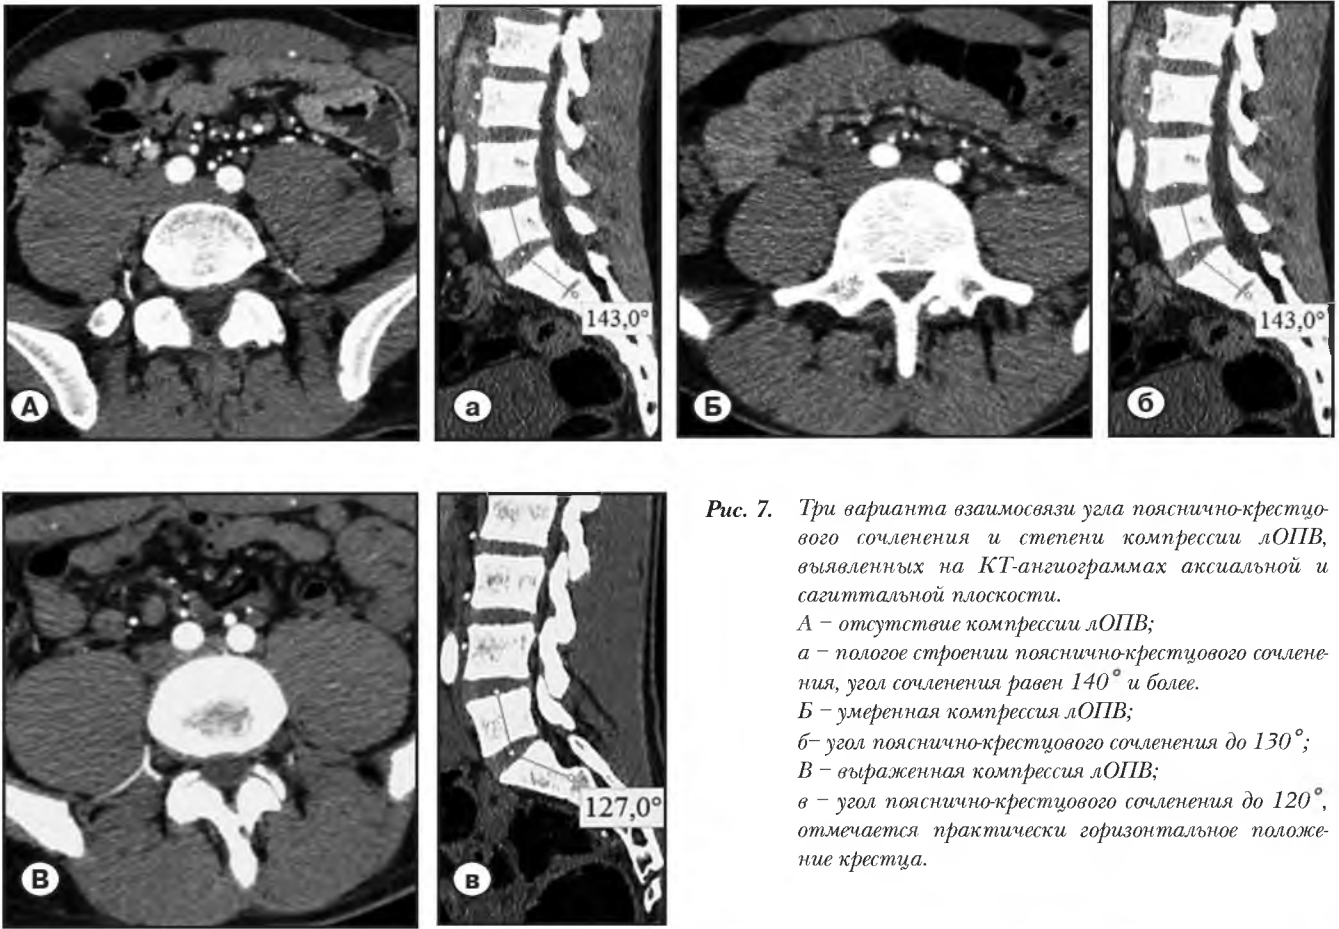 143,0°
143,0°
А
а
Б
б
127,0°
В
в
Рис. 7. Три варианта взаимосвязи угла пояснично-крестцо-
вого сочленения и степени компрессии лОПВ,
выявленных на КТ-ангиограммах аксиальной и
сагиттальной плоскости.
А − отсутствие компрессии лОПВ;
а − пологое строении пояснично-крестцового сочлене-
ния, угол сочленения равен 140° и более.
Б − умеренная компрессия лОПВ;
б− угол пояснично-крестцового сочленения до 130°;
В − выраженная компрессия лОПВ;
в − угол пояснично-крестцового сочленения до 120°,
отмечается практически горизонтальное положе-
ние крестца.